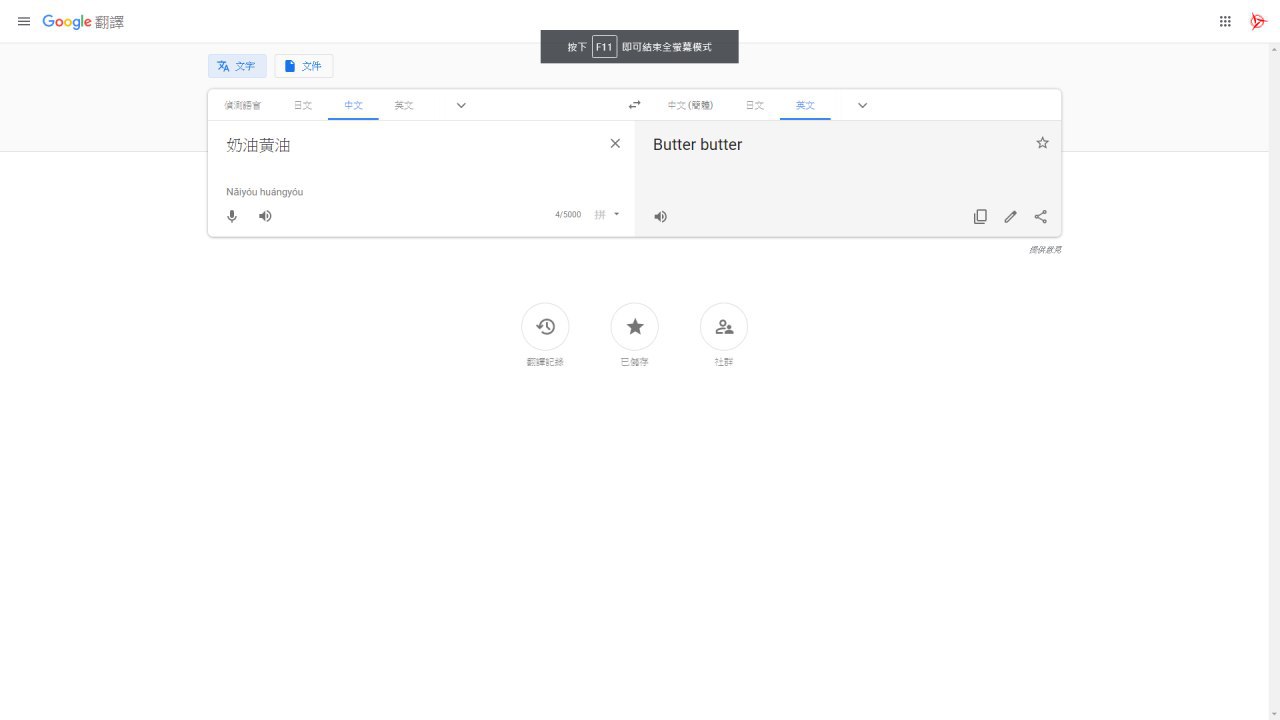 Google 翻譯
按下 F11 即可結束全螢幕模式
文字 文件
偵測語言 日文 中文 英文
中文 (簡體) 日文 英文
奶油黃油
Butter butter
Nǎiyóu huángyóu
4/5000 拼
提供意見
翻譯記錄 已儲存 社群